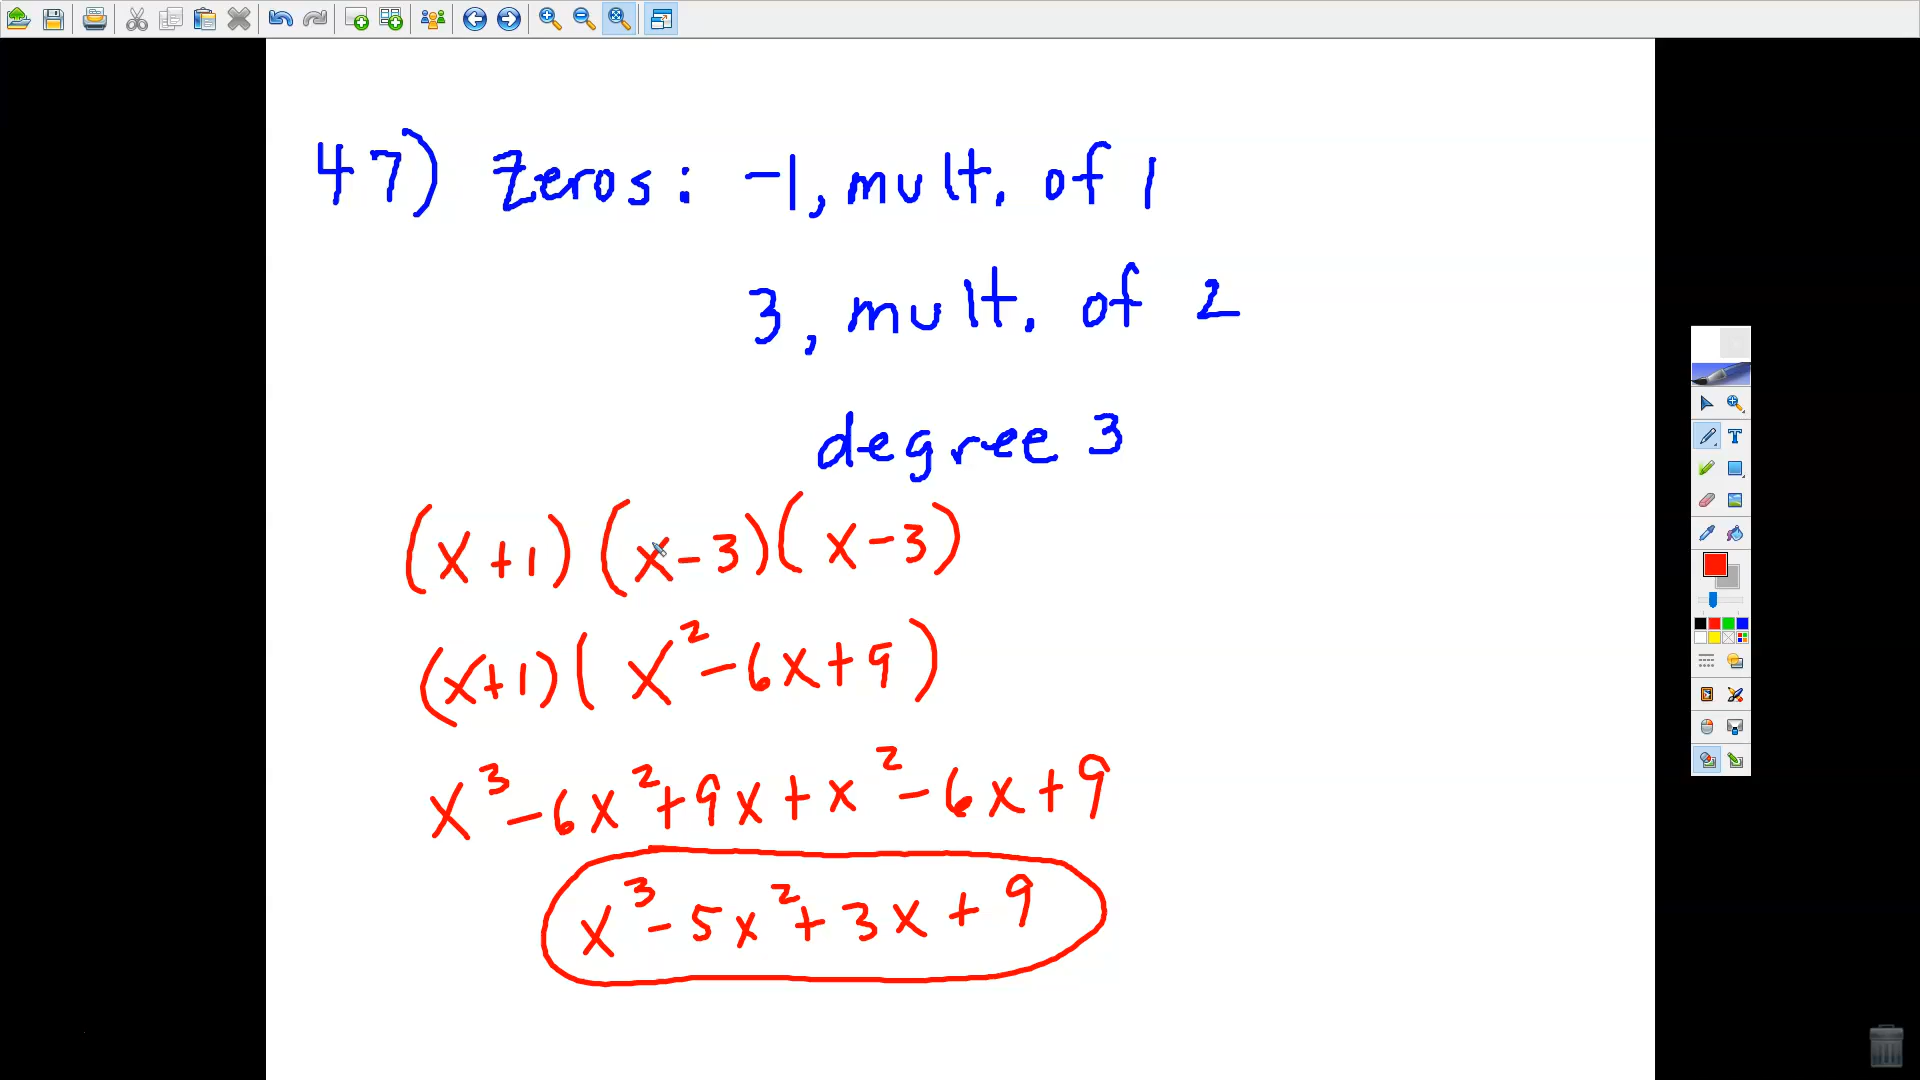 47) Zeros: -1, mult. of 1
3, mult. of 2
degree 3
(x+1)(x-3)(x-3)
(x+1)(x²-6x+9)
x³-6x²+9x+x²-6x+9
x³-5x²+3x+9
T